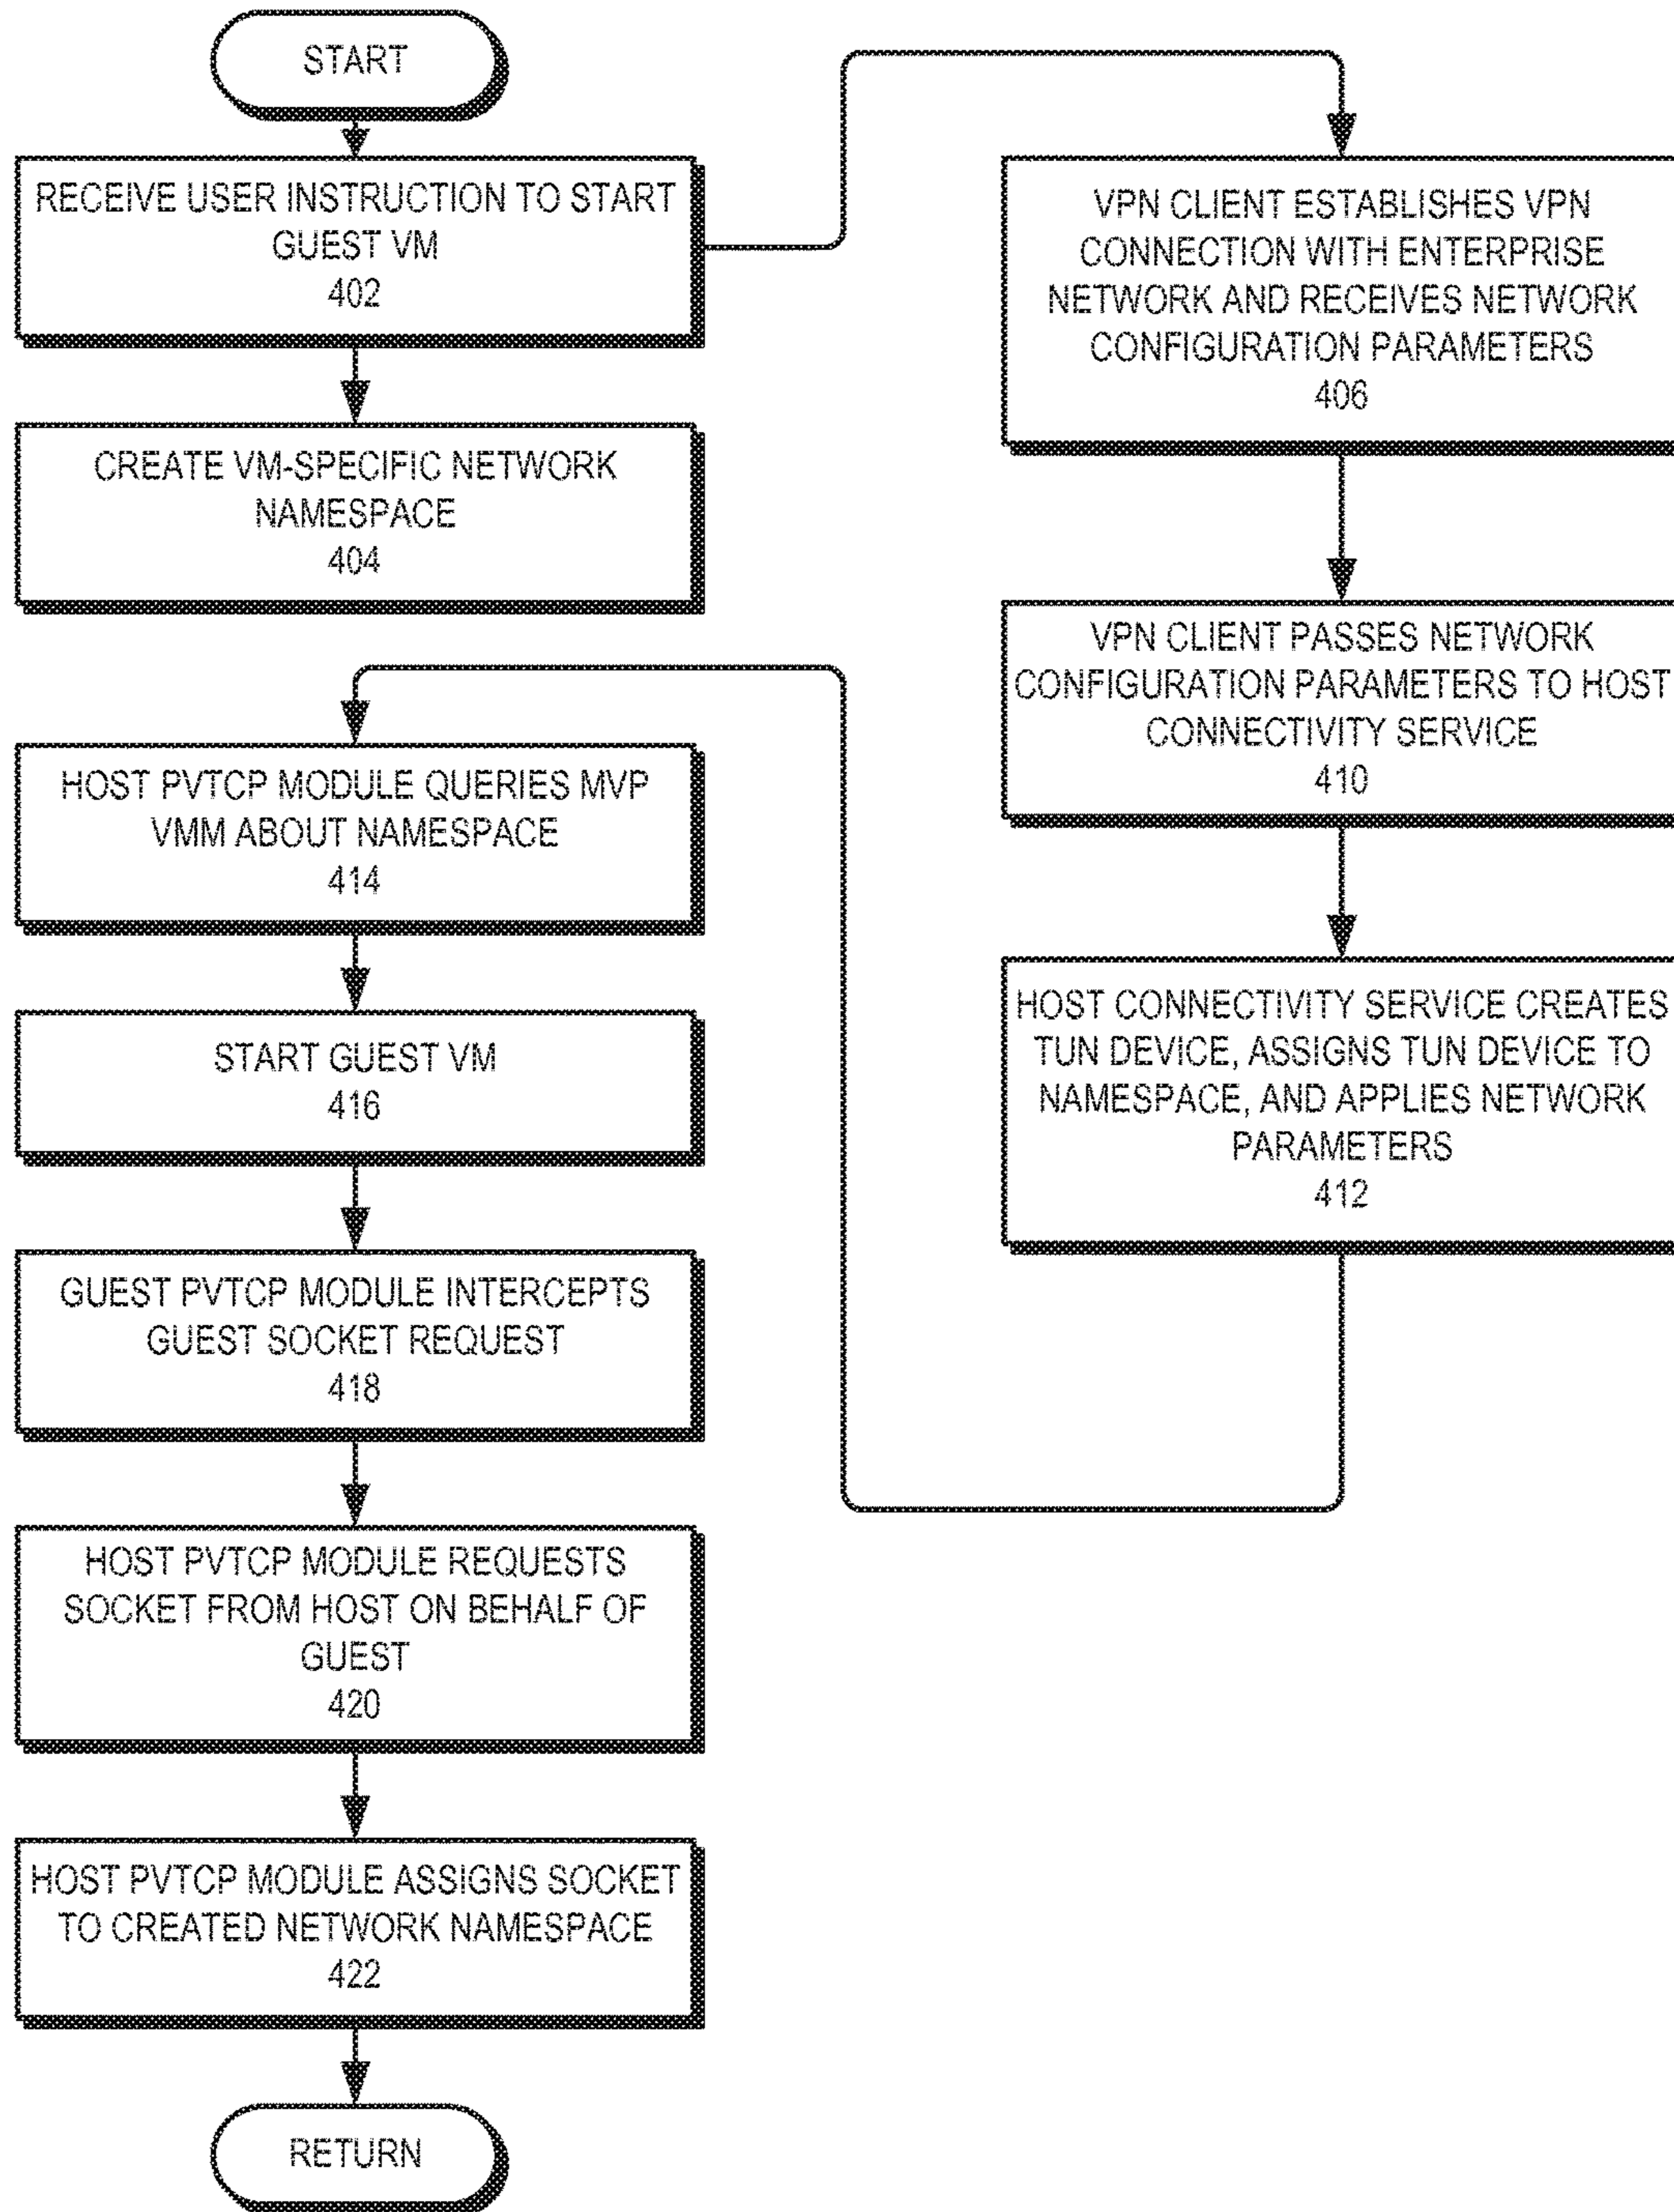 START
RECEIVE USER INSTRUCTION TO START
GUEST VM
402
CREATE VM-SPECIFIC NETWORK
NAMESPACE
404
VPN CLIENT ESTABLISHES VPN
CONNECTION WITH ENTERPRISE
NETWORK AND RECEIVES NETWORK
CONFIGURATION PARAMETERS
406
VPN CLIENT PASSES NETWORK
CONFIGURATION PARAMETERS TO HOST
CONNECTIVITY SERVICE
410
HOST CONNECTIVITY SERVICE CREATES
TUN DEVICE, ASSIGNS TUN DEVICE TO
NAMESPACE, AND APPLIES NETWORK
PARAMETERS
412
HOST PVTCP MODULE QUERIES MVP
VMM ABOUT NAMESPACE
414
START GUEST VM
416
GUEST PVTCP MODULE INTERCEPTS
GUEST SOCKET REQUEST
418
HOST PVTCP MODULE REQUESTS
SOCKET FROM HOST ON BEHALF OF
GUEST
420
HOST PVTCP MODULE ASSIGNS SOCKET
TO CREATED NETWORK NAMESPACE
422
RETURN